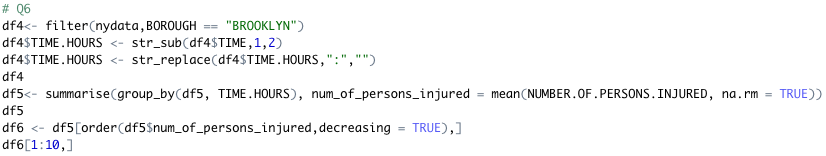 # Q6
df4<- filter(nydata,BOROUGH == "BROOKLYN")
df4$TIME.HOURS <- str_sub(df4$TIME,1,2)
df4$TIME.HOURS <- str_replace(df4$TIME.HOURS,":","")
df4
df5<- summarise(group_by(df5, TIME.HOURS), num_of_persons_injured = mean(NUMBER.OF.PERSONS.INJURED, na.rm = TRUE))
df5
df6 <- df5[order(df5$num_of_persons_injured,decreasing = TRUE),]
df6[1:10,]